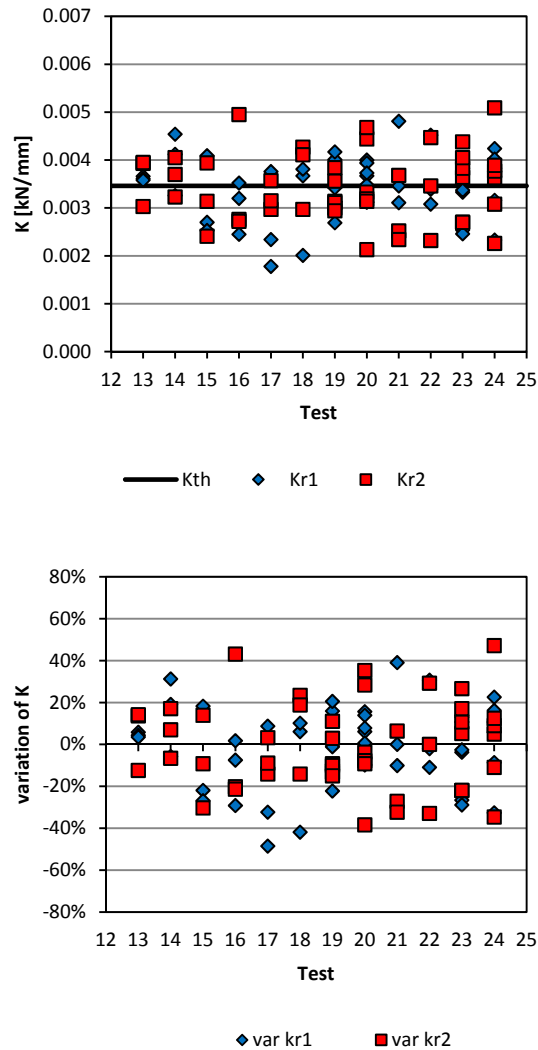 0.007
0.006
0.005
0.004
0.003
0.002
0.001
0.000
K [kN/mm]
12 13 14 15 16 17 18 19 20 21 22 23 24 25
Test
Kth Kr1 Kr2
80%
60%
40%
20%
0%
-20%
-40%
-60%
-80%
variation of K
12 13 14 15 16 17 18 19 20 21 22 23 24 25
Test
var kr1 var kr2